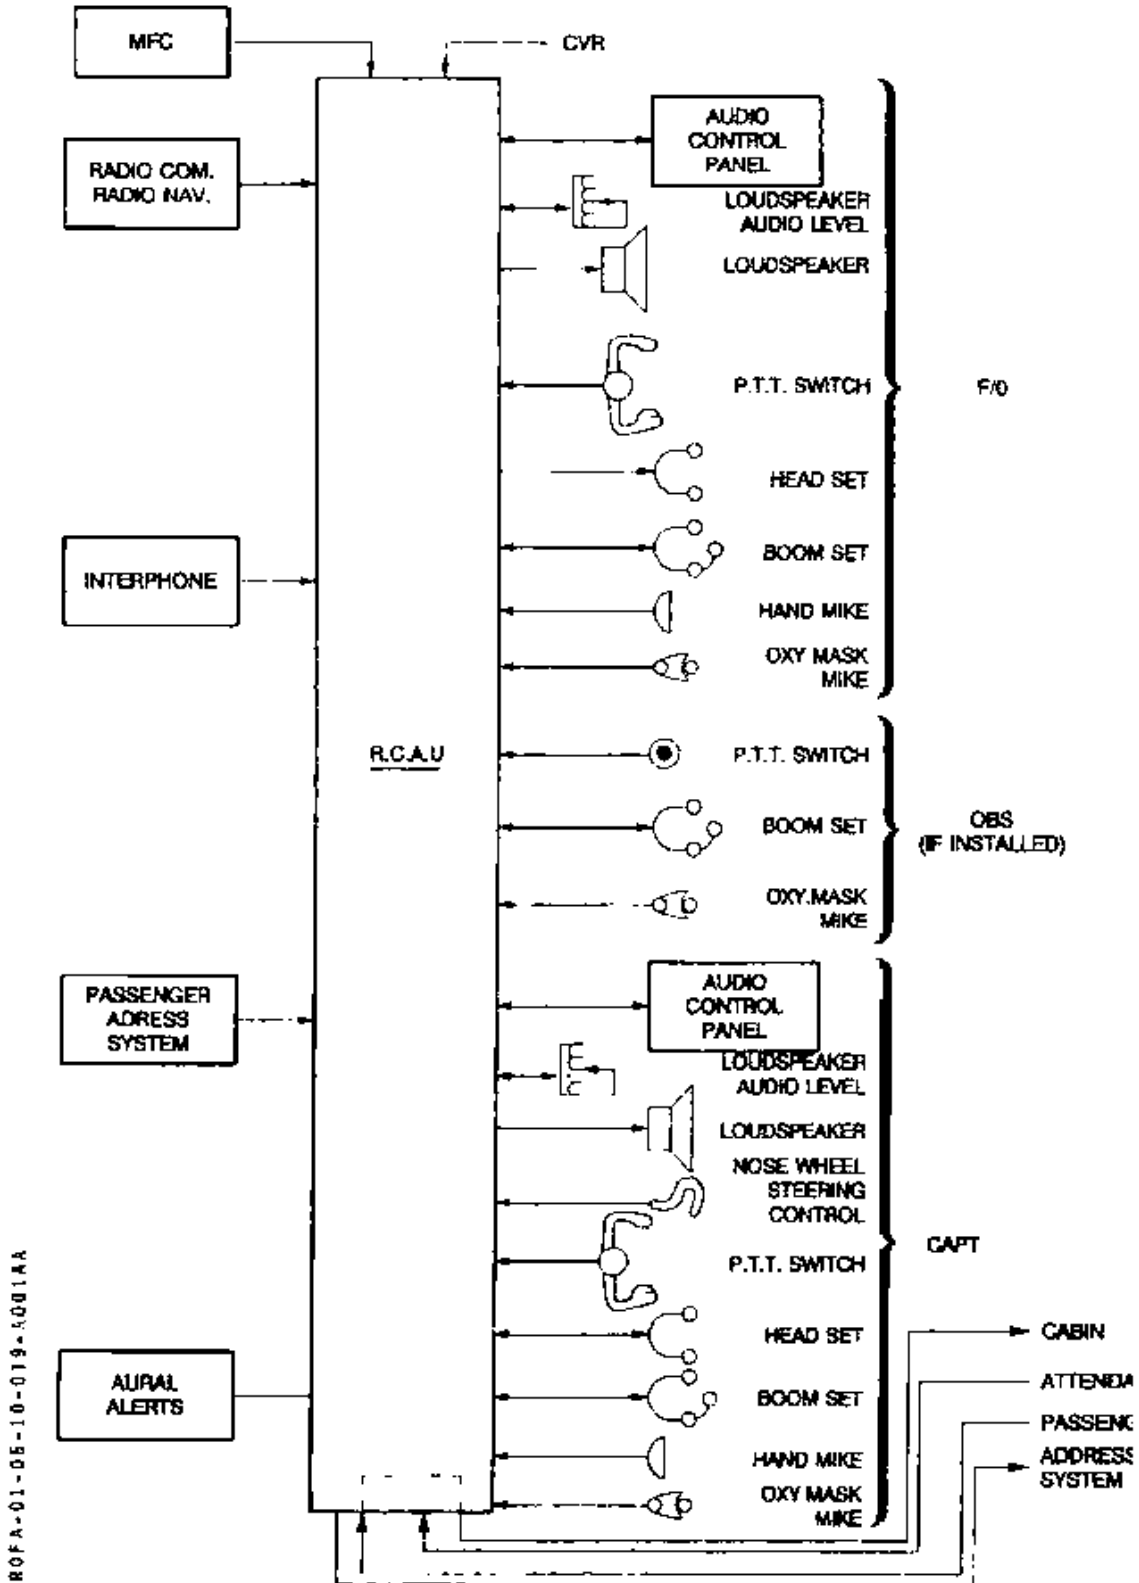 MFC
CVR
RADIO COM.
RADIO NAV.
AUDIO
CONTROL
PANEL
LOUDSPEAKER
AUDIO LEVEL
LOUDSPEAKER
P.T.T. SWITCH
F/O
HEAD SET
INTERPHONE
BOOM SET
HAND MIKE
OXY MASK
MIKE
R.C.A.U
P.T.T. SWITCH
BOOM SET
OBS
(IF INSTALLED)
OXY.MASK
MIKE
PASSENGER
ADRESS
SYSTEM
AUDIO
CONTROL
PANEL
LOUDSPEAKER
AUDIO LEVEL
LOUDSPEAKER
NOSE WHEEL
STEERING
CONTROL
P.T.T. SWITCH
CAPT
HEAD SET
AURAL
ALERTS
BOOM SET
HAND MIKE
OXY MASK
MIKE
CABIN
ATTENDA
PASSENG
ADDRESS
SYSTEM